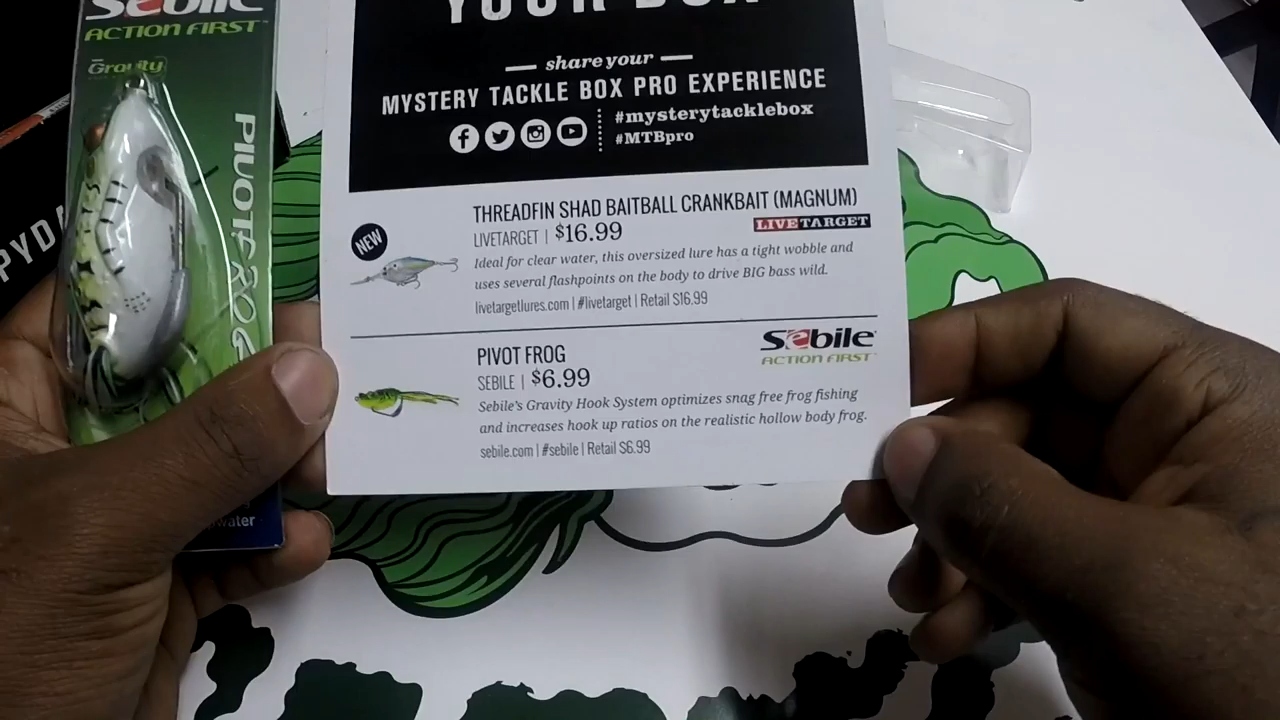 Sebile
ACTION FIRST™
Gravity
PIVOT FROG
YOUR BOX
share your
MYSTERY TACKLE BOX PRO EXPERIENCE
#mysterytacklebox
#MTBpro
NEW
THREADFIN SHAD BAITBALL CRANKBAIT (MAGNUM)
LIVETARGET | $16.99
LIVETARGET
Ideal for clear water, this oversized lure has a tight wobble and
uses several flashpoints on the body to drive BIG bass wild.
livetargetlures.com | #livetarget | Retail $16.99
Sebile
ACTION FIRST™
PIVOT FROG
SEBILE | $6.99
Sebile's Gravity Hook System optimizes snag free frog fishing
and increases hook up ratios on the realistic hollow body frog.
sebile.com | #sebile | Retail $6.99